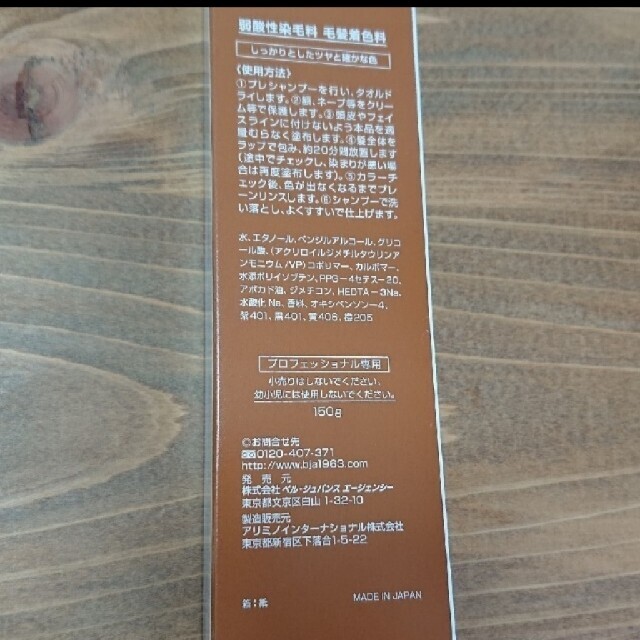 弱酸性染毛料 毛髪着色料
しっかりとしたツヤと確かな色
〈使用方法〉
①プレシャンプーを行い、タオルド
ライします。②顔、ネープ等をクリー
ム等で保護します。③頭皮やフェイ
スラインに付けないよう本品を適
量むらなく塗布します。④髪全体を
ラップで包み、約20分間放置します
(途中でチェックし、染まりが悪い場
合は再度塗布します)。⑤カラーチ
ェック後、色が出なくなるまでプレ
ーンリンスします。⑥シャンプーで洗
い落とし、よくすすいで仕上げます。
水、エタノール、ベンジルアルコール、グリコ
ール酸、(アクリロイルジメチルタウリンア
ンモニウム/VP)コポリマー、カルボマー、
水添ポリイソブテン、PPG-4セテス-20、
アボカド油、ジメチコン、HEDTA-3Na、
水酸化Na、香料、オキシベンゾン-4、
紫401、黒401、黄406、橙205
プロフェッショナル専用
小売りはしないでください。
幼小児には使用しないでください。
150g
©お問合せ先
0120-407-371
http://www.bja1963.com
発 売 元
株式会社 ベル・ジュバンス エージェンシー
東京都文京区白山 1-32-10
製造販売元
アリミノインターナショナル株式会社
東京都新宿区下落合1-5-22
箱:紙
MADE IN JAPAN